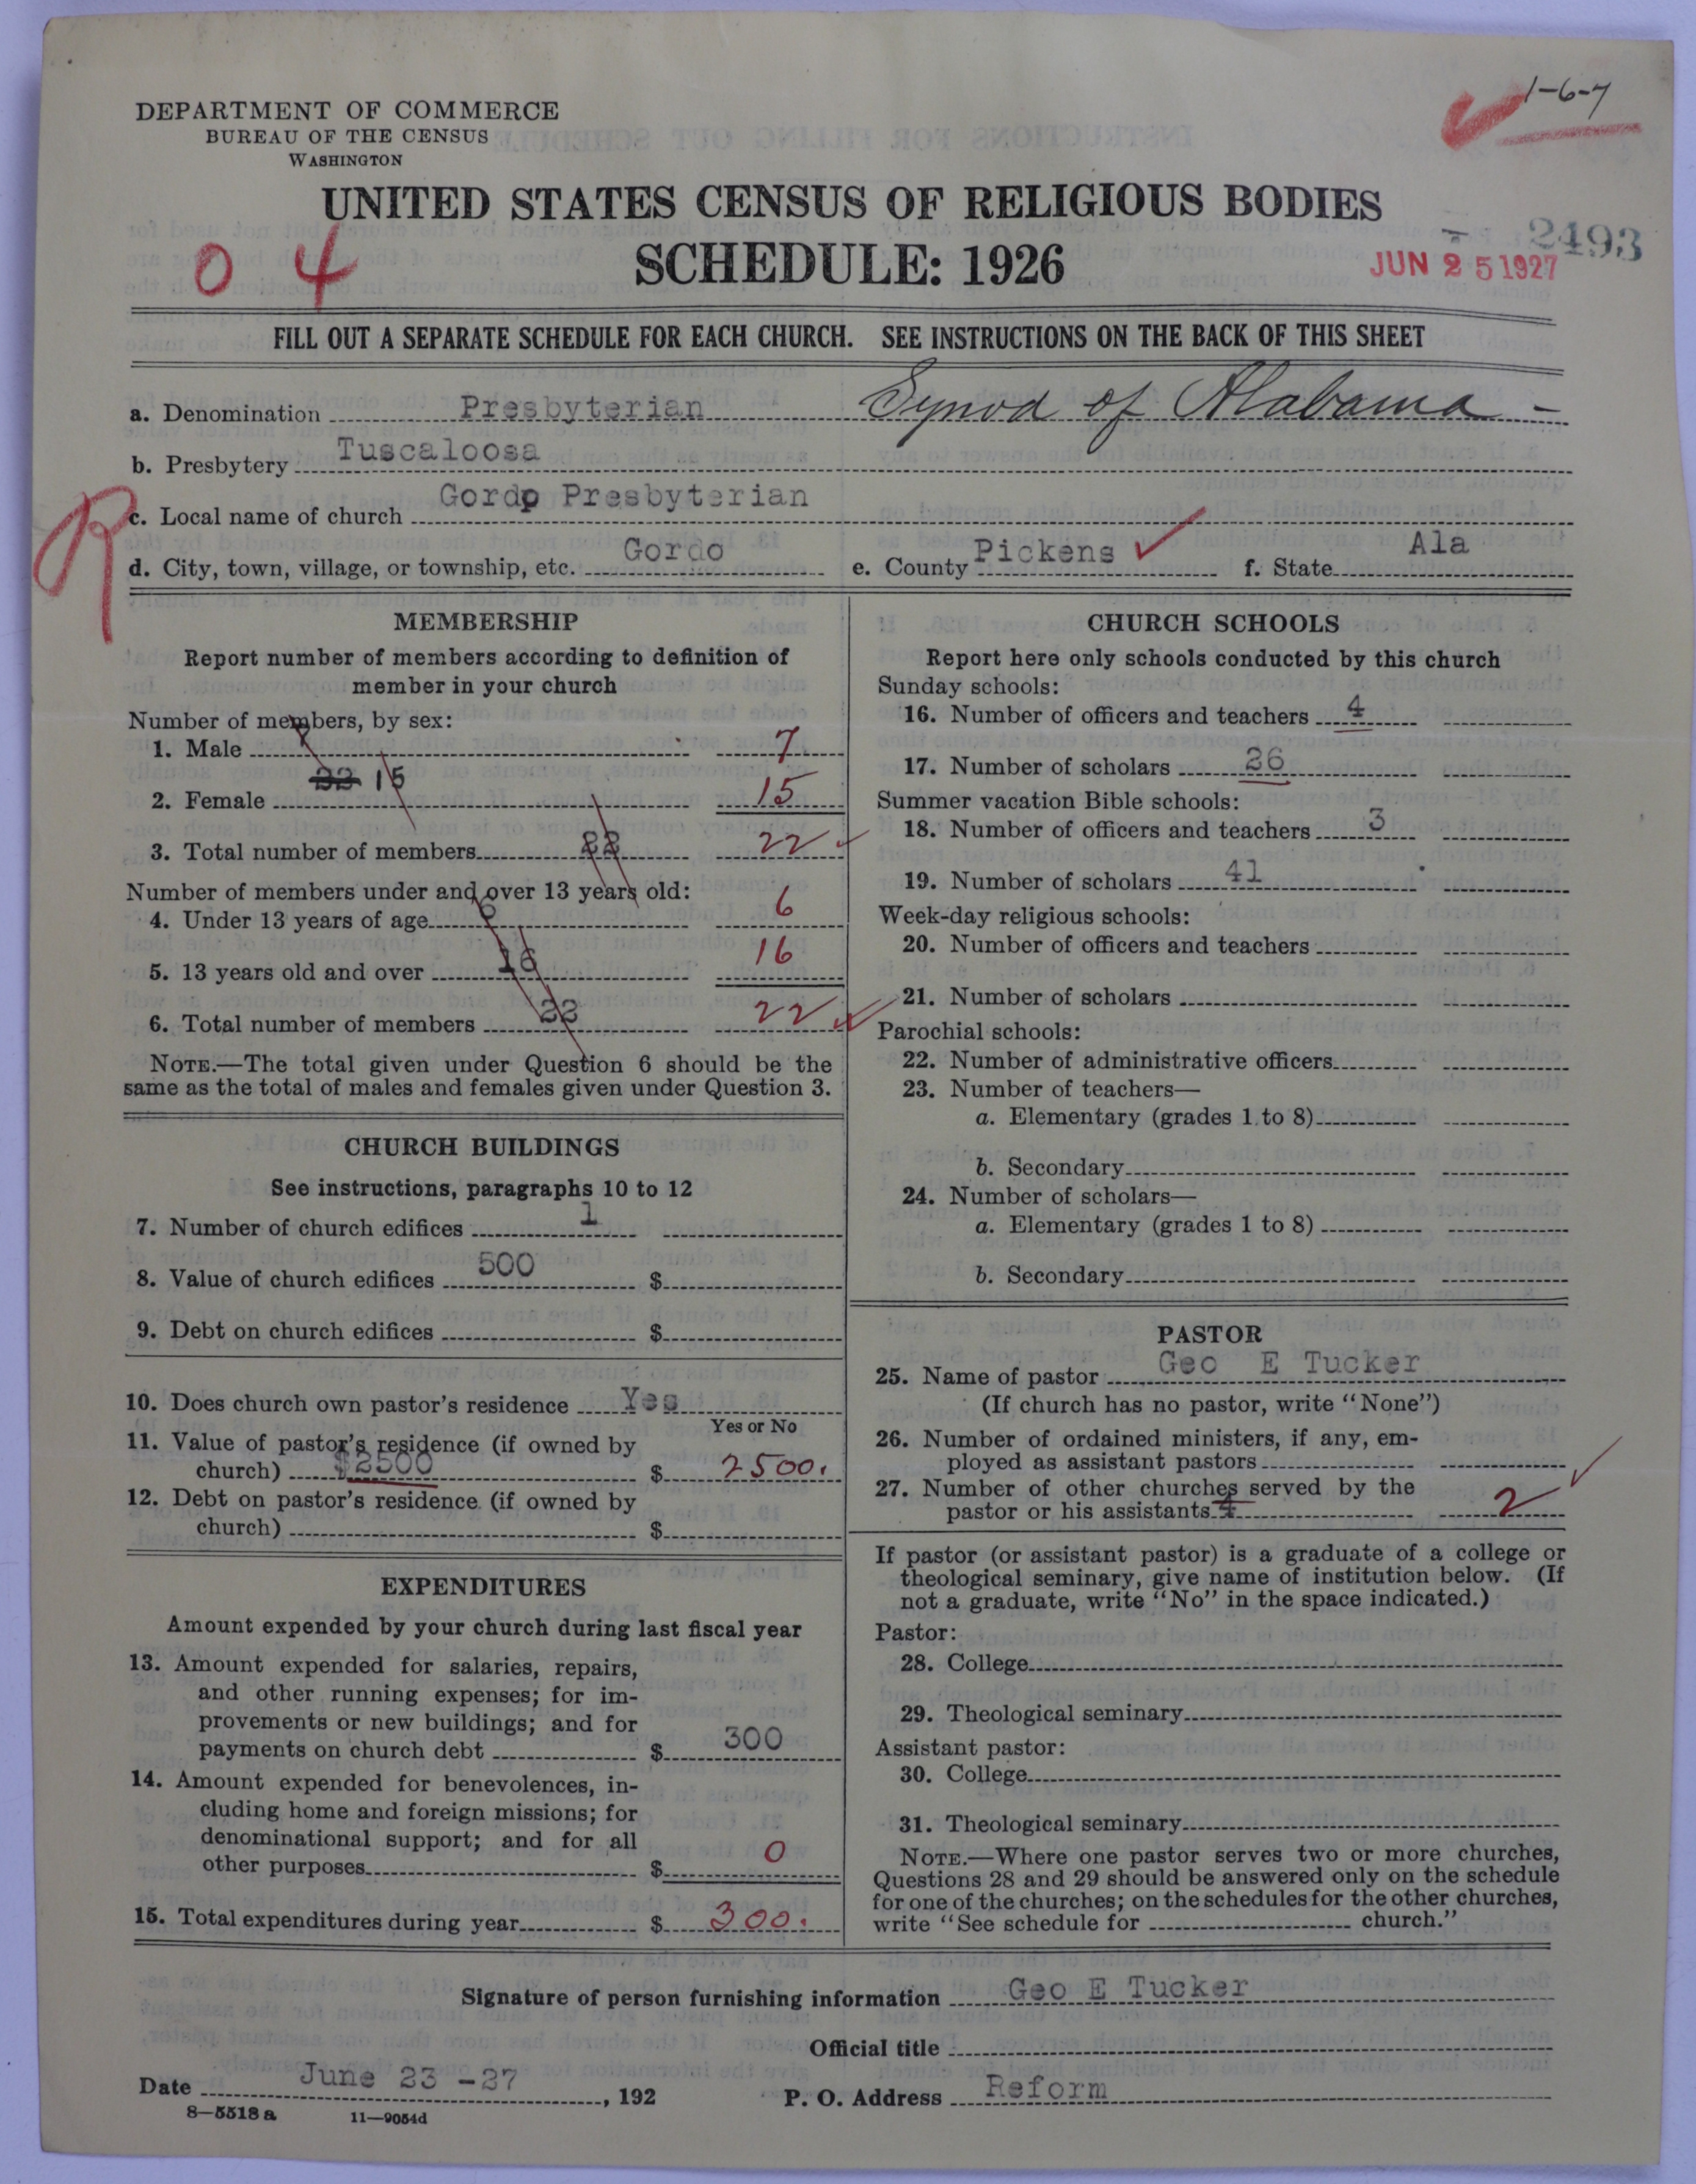 DEPARTMENT OF COMMERCE
BUREAU OF THE CENSUS
WASHINGTON
1-6-7
UNITED STATES CENSUS OF RELIGIOUS BODIES
SCHEDULE: 1926
0 4
2493
JUN 25 1927
FILL OUT A SEPARATE SCHEDULE FOR EACH CHURCH. SEE INSTRUCTIONS ON THE BACK OF THIS SHEET
a. Denomination Presbyterian Synod of Alabama -
b. Presbytery Tuscaloosa
R
c. Local name of church Gordo Presbyterian
d. City, town, village, or township, etc. Gordo e. County Pickens ✓ f. State Ala
MEMBERSHIP
Report number of members according to definition of
member in your church
Number of members, by sex:
1. Male 7 7
2. Female 22 15 15
3. Total number of members 22 22 ✓
Number of members under and over 13 years old:
4. Under 13 years of age 6 6
5. 13 years old and over 16 16
6. Total number of members 22 22 ✓
NOTE.—The total given under Question 6 should be the
same as the total of males and females given under Question 3.
CHURCH BUILDINGS
See instructions, paragraphs 10 to 12
7. Number of church edifices 1
8. Value of church edifices 500 $
9. Debt on church edifices $
10. Does church own pastor's residence Yes
Yes or No
11. Value of pastor's residence (if owned by
church) $2500 $ 2500.
12. Debt on pastor's residence (if owned by
church) $
EXPENDITURES
Amount expended by your church during last fiscal year
13. Amount expended for salaries, repairs,
and other running expenses; for im-
provements or new buildings; and for
payments on church debt $ 300
14. Amount expended for benevolences, in-
cluding home and foreign missions; for
denominational support; and for all
other purposes $ 0
15. Total expenditures during year $ 300.
CHURCH SCHOOLS
Report here only schools conducted by this church
Sunday schools:
16. Number of officers and teachers 4
17. Number of scholars 36
Summer vacation Bible schools:
18. Number of officers and teachers 3
19. Number of scholars 41
Week-day religious schools:
20. Number of officers and teachers
21. Number of scholars
Parochial schools:
22. Number of administrative officers
23. Number of teachers—
a. Elementary (grades 1 to 8)
b. Secondary
24. Number of scholars—
a. Elementary (grades 1 to 8)
b. Secondary
PASTOR
25. Name of pastor Geo E Tucker
(If church has no pastor, write "None")
26. Number of ordained ministers, if any, em-
ployed as assistant pastors
27. Number of other churches served by the
pastor or his assistants 4 2 ✓
If pastor (or assistant pastor) is a graduate of a college or
theological seminary, give name of institution below. (If
not a graduate, write "No" in the space indicated.)
Pastor:
28. College
29. Theological seminary
Assistant pastor:
30. College
31. Theological seminary
NOTE.—Where one pastor serves two or more churches,
Questions 28 and 29 should be answered only on the schedule
for one of the churches; on the schedules for the other churches,
write "See schedule for church."
Signature of person furnishing information Geo E Tucker
Official title
Date June 23 -27, 192 P. O. Address Reform
8—5518 a 11—9054d